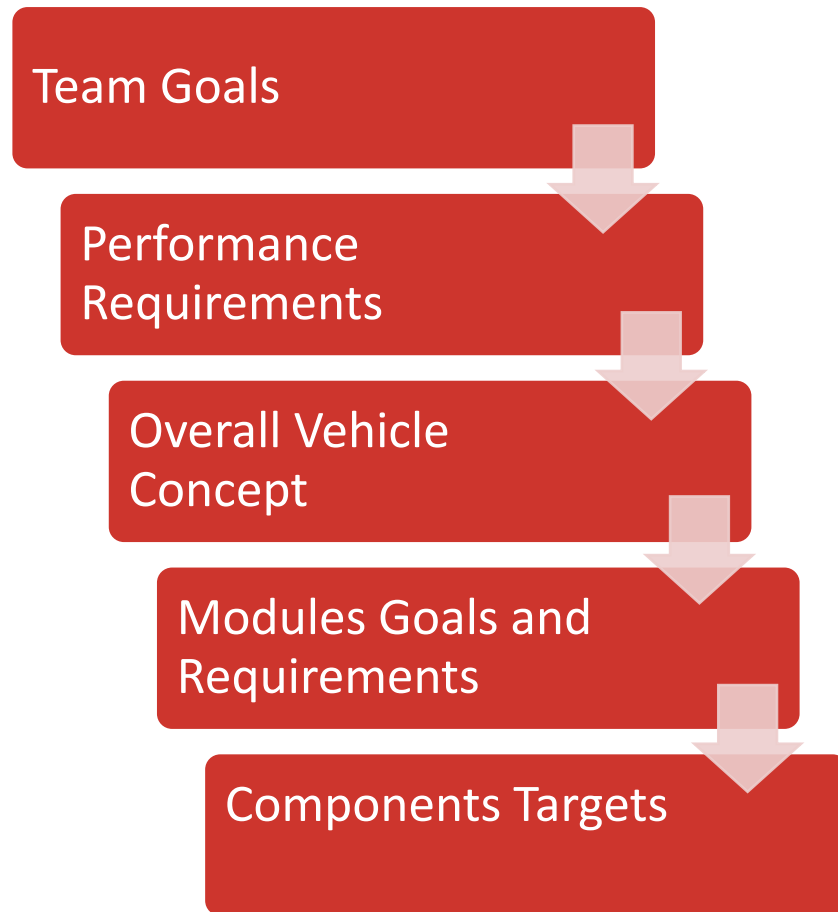 Team Goals
Performance
Requirements
Overall Vehicle
Concept
Modules Goals and
Requirements
Components Targets